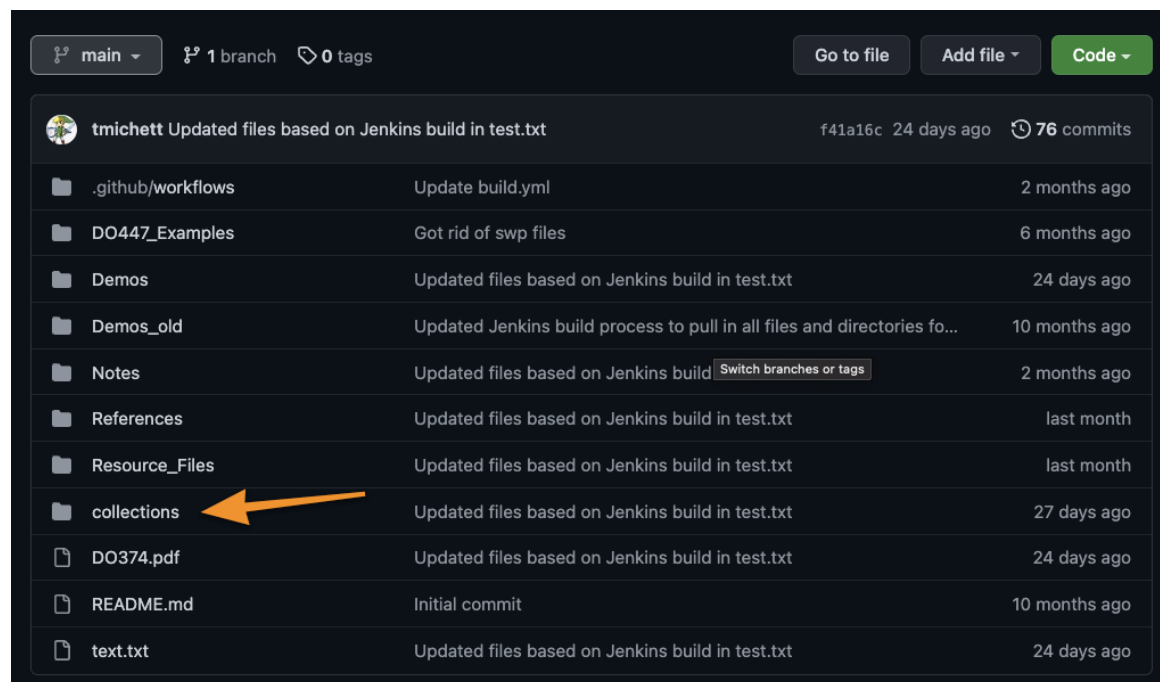 main 1 branch 0 tags Go to file Add file Code
tmichett Updated files based on Jenkins build in test.txt f41a16c 24 days ago 76 commits
.github/workflows Update build.yml 2 months ago
DO447_Examples Got rid of swp files 6 months ago
Demos Updated files based on Jenkins build in test.txt 24 days ago
Demos_old Updated Jenkins build process to pull in all files and directories fo... 10 months ago
Notes Updated files based on Jenkins build Switch branches or tags 2 months ago
References Updated files based on Jenkins build in test.txt last month
Resource_Files Updated files based on Jenkins build in test.txt last month
collections Updated files based on Jenkins build in test.txt 27 days ago
DO374.pdf Updated files based on Jenkins build in test.txt 24 days ago
README.md Initial commit 10 months ago
text.txt Updated files based on Jenkins build in test.txt 24 days ago